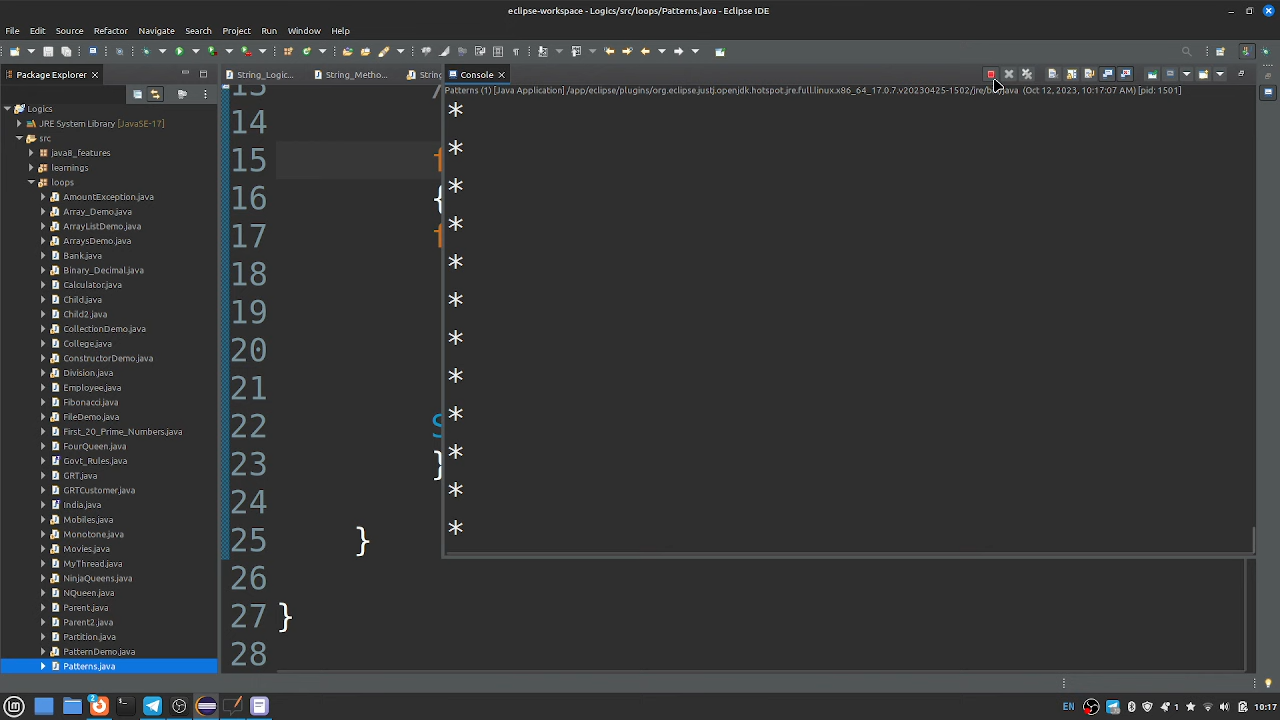 eclipse-workspace - Logics/src/loops/Patterns.java - Eclipse IDE
File Edit Source Refactor Navigate Search Project Run Window Help
Package Explorer
String_Logic...
String_Metho...
String
Console
Patterns (1) [Java Application] /app/eclipse/plugins/org.eclipse.justj.openjdk.hotspot.jre.full.linux.x86_64_17.0.7.v20230425-1502/jre/bin/java (Oct 12, 2023, 10:17:07 AM) [pid: 1501]
Logics
JRE System Library [JavaSE-17]
src
java8_features
learnings
loops
AmountException.java
Array_Demo.java
ArrayListDemo.java
ArraysDemo.java
Bank.java
Binary_Decimal.java
Calculator.java
Child.java
Child2.java
CollectionDemo.java
College.java
ConstructorDemo.java
Division.java
Employee.java
Fibonacci.java
FileDemo.java
First_20_Prime_Numbers.java
FourQueen.java
Govt_Rules.java
GRT.java
GRTCustomer.java
India.java
Mobiles.java
Monotone.java
Movies.java
MyThread.java
NinjaQueens.java
NQueen.java
Parent.java
Parent2.java
Partition.java
PatternDemo.java
Patterns.java
13 /
14
15 f
16 {
17 f
18
19
20
21
22 S
23 }
24
25 }
26
27 }
28
*
*
*
*
*
*
*
*
*
*
*
*
EN
10:17